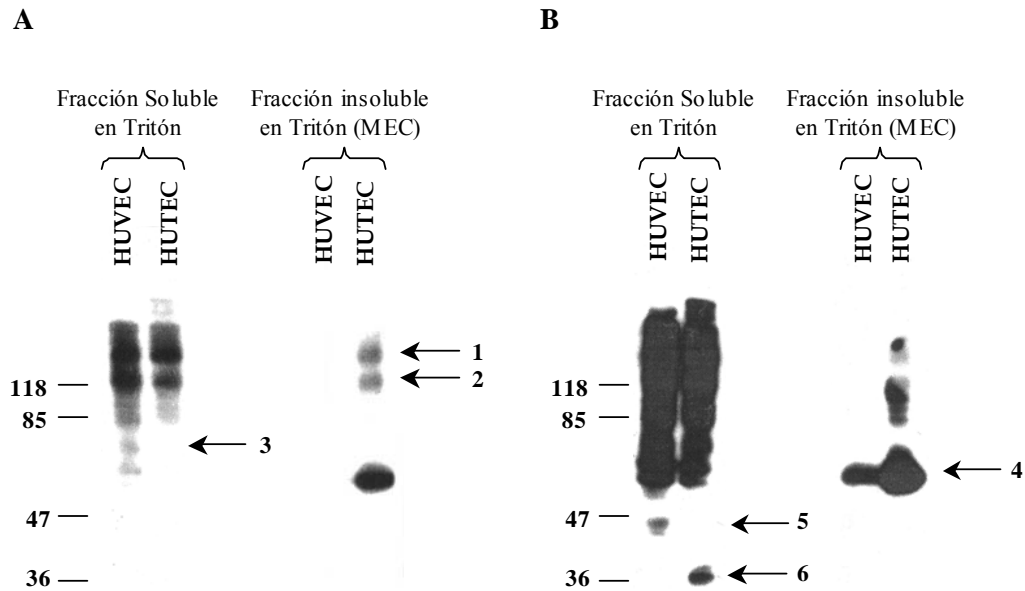 A
B
Fracción Soluble
en Tritón
Fracción insoluble
en Tritón (MEC)
HUVEC
HUTEC
HUVEC
HUTEC
118
85
47
36
1
2
3
Fracción Soluble
en Tritón
Fracción insoluble
en Tritón (MEC)
HUVEC
HUTEC
HUVEC
HUTEC
118
85
47
36
4
5
6